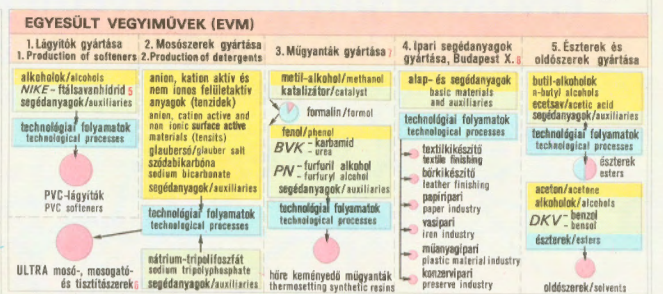 EGYESÜLT VEGYIMŰVEK (EVM)
1. Lágyítók gyártása
1. Production of softeners
alkoholok/alcohols
NIKE - ftálsavanhidrid 5
segédanyagok/auxiliaries
technológiai folyamatok
technological processes
PVC-lágyítók
PVC softeners
ULTRA mosó-, mosogató-
és tisztítószerek 6
2. Mosószerek gyártása
2. Production of detergents
anion, kation aktiv és
nem ionos felületaktiv
anyagok (tenzidek)
anion, cation active and
non ionic surface active
materials (tensits)
glaubersó/glauber salt
szódabikarbóna
sodium bicarbonate
segédanyagok/auxiliaries
technológiai folyamatok
technological processes
nátrium-tripolifoszfát
sodium tripolyphosphate
segédanyagok/auxiliaries
3. Műgyanták gyártása 7
metil-alkohol/methanol
katalizátor/catalyst
formalin/formol
fenol/phenol
BVK - karbamid
- urea
PN - furfuril alkohol
- furfuryl alcohol
segédanyagok/auxiliaries
technológiai folyamatok
technological processes
hőre keményedő műgyanták
thermosetting synthetic resins
4. Ipari segédanyagok
gyártása, Budapest X. 8
alap- és segédanyagok
basic materials
and auxiliaries
technológiai folyamatok
technological processes
textilkikészítő
textile finishing
bőrkikészítő
leather finishing
papíripari
paper industry
vasipari
iron industry
műanyagipari
plastic material industry
konzervipari
preserve industry
5. Észterek és
oldószerek gyártása
butil-alkoholok
n-butyl alcohols
ecetsav/acetic acid
segédanyagok/auxiliaries
technológiai folyamatok
technological processes
észterek
esters
aceton/acetone
alkoholok/alcohols
DKV - benzol
- bensol
észterek/esters
oldószerek/solvents